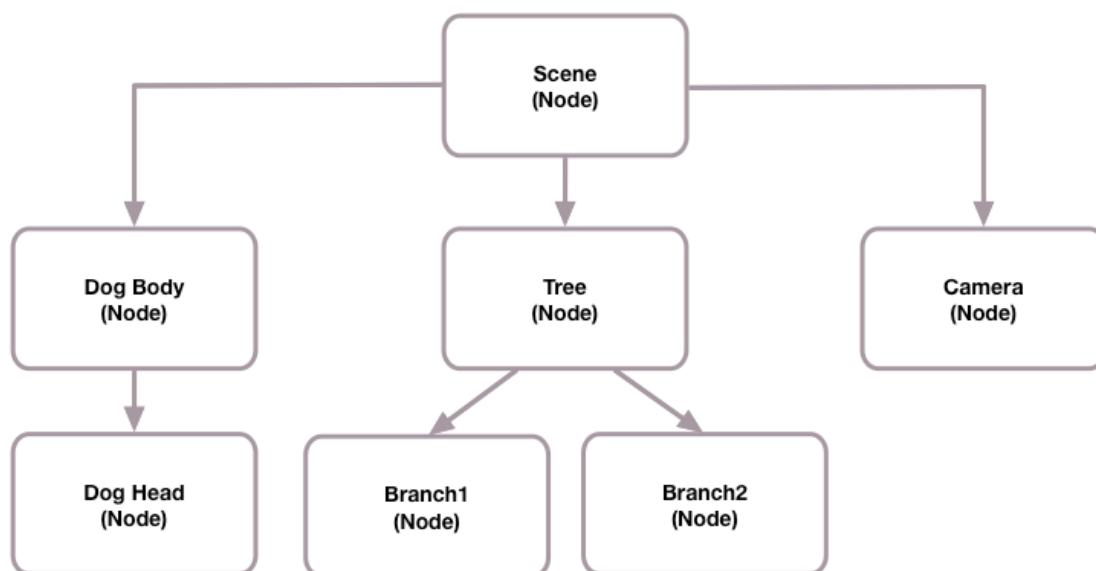 Scene
(Node)
Dog Body
(Node)
Tree
(Node)
Camera
(Node)
Dog Head
(Node)
Branch1
(Node)
Branch2
(Node)